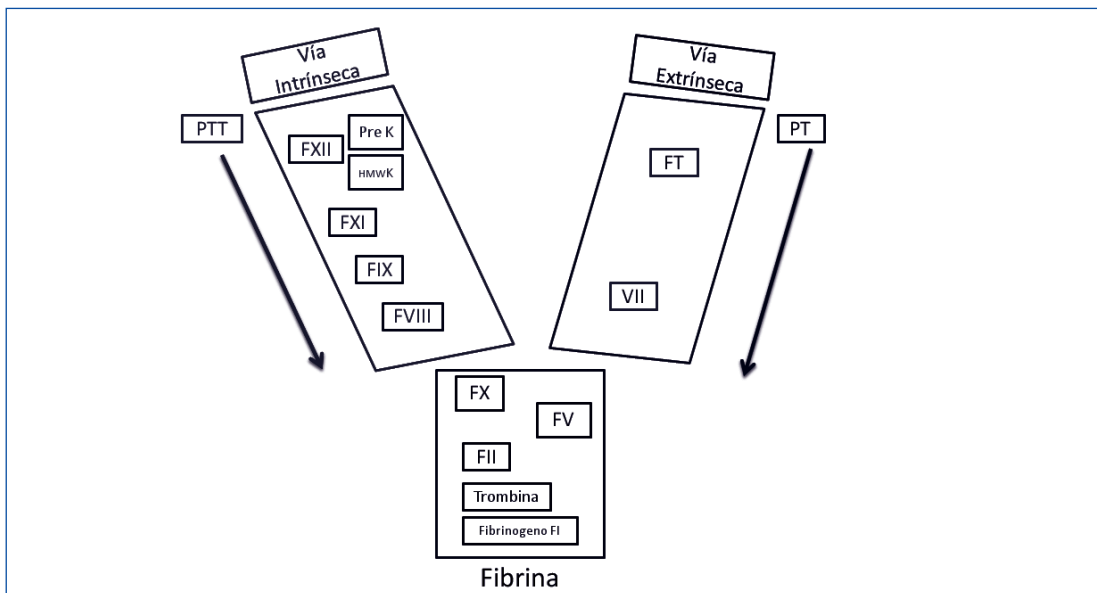 Vía
Intrínseca
Vía
Extrínseca
PTT
Pre K
FXII
HMWK
FXI
FIX
FVIII
PT
FT
VII
FX
FV
FII
Trombina
Fibrinogeno FI
Fibrina